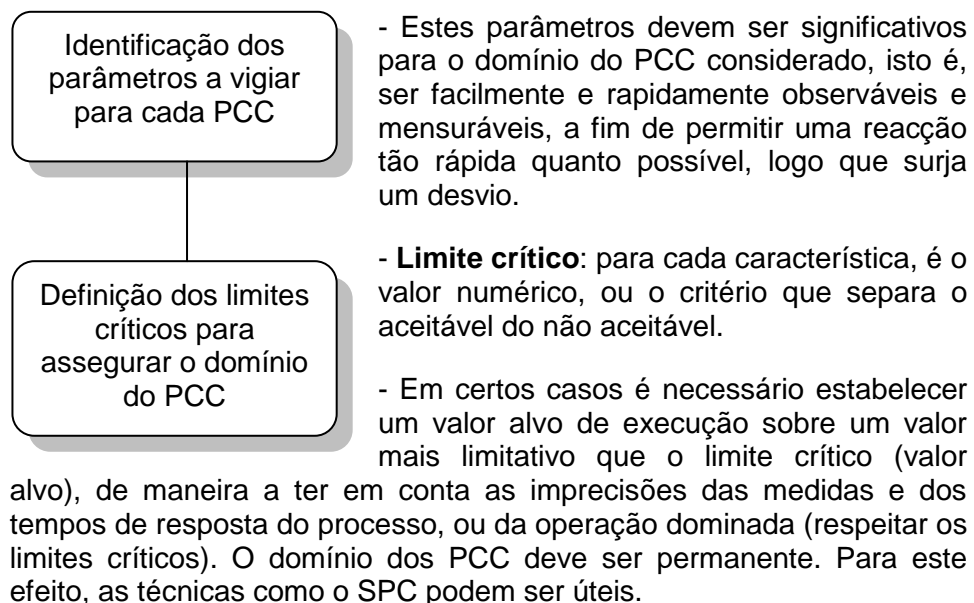 Identificação dos
parâmetros a vigiar
para cada PCC
- Estes parâmetros devem ser significativos
para o domínio do PCC considerado, isto é,
ser facilmente e rapidamente observáveis e
mensuráveis, a fim de permitir uma reacção
tão rápida quanto possível, logo que surja
um desvio.
Definição dos limites
críticos para
assegurar o domínio
do PCC
- Limite crítico: para cada característica, é o
valor numérico, ou o critério que separa o
aceitável do não aceitável.
- Em certos casos é necessário estabelecer
um valor alvo de execução sobre um valor
mais limitativo que o limite crítico (valor
alvo), de maneira a ter em conta as imprecisões das medidas e dos
tempos de resposta do processo, ou da operação dominada (respeitar os
limites críticos). O domínio dos PCC deve ser permanente. Para este
efeito, as técnicas como o SPC podem ser úteis.